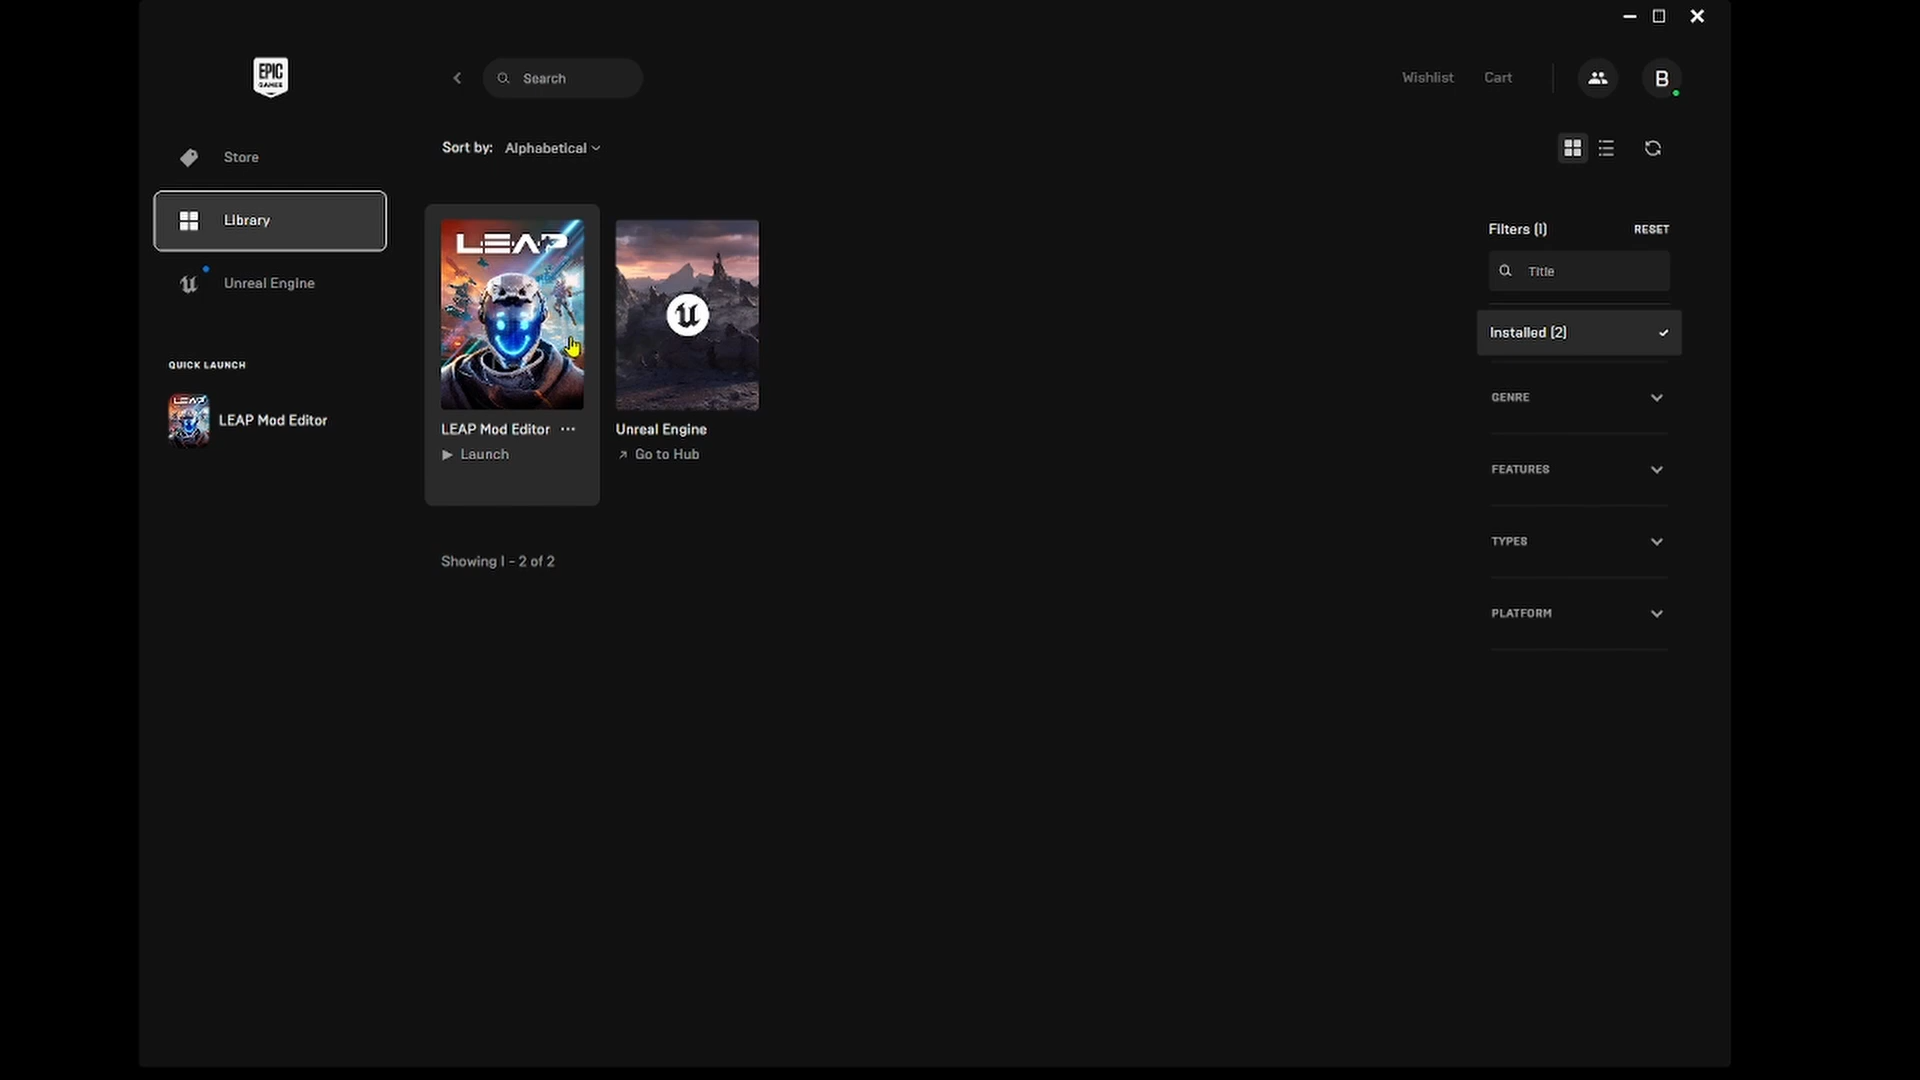 EPIC
GAMES
Search
Wishlist
Cart
B
Store
Library
Unreal Engine
QUICK LAUNCH
LEAP
LEAP Mod Editor
Sort by: Alphabetical
LEAP
LEAP Mod Editor ...
Launch
Unreal Engine
Go to Hub
Showing 1 - 2 of 2
Filters (1)
RESET
Title
Installed (2)
GENRE
FEATURES
TYPES
PLATFORM